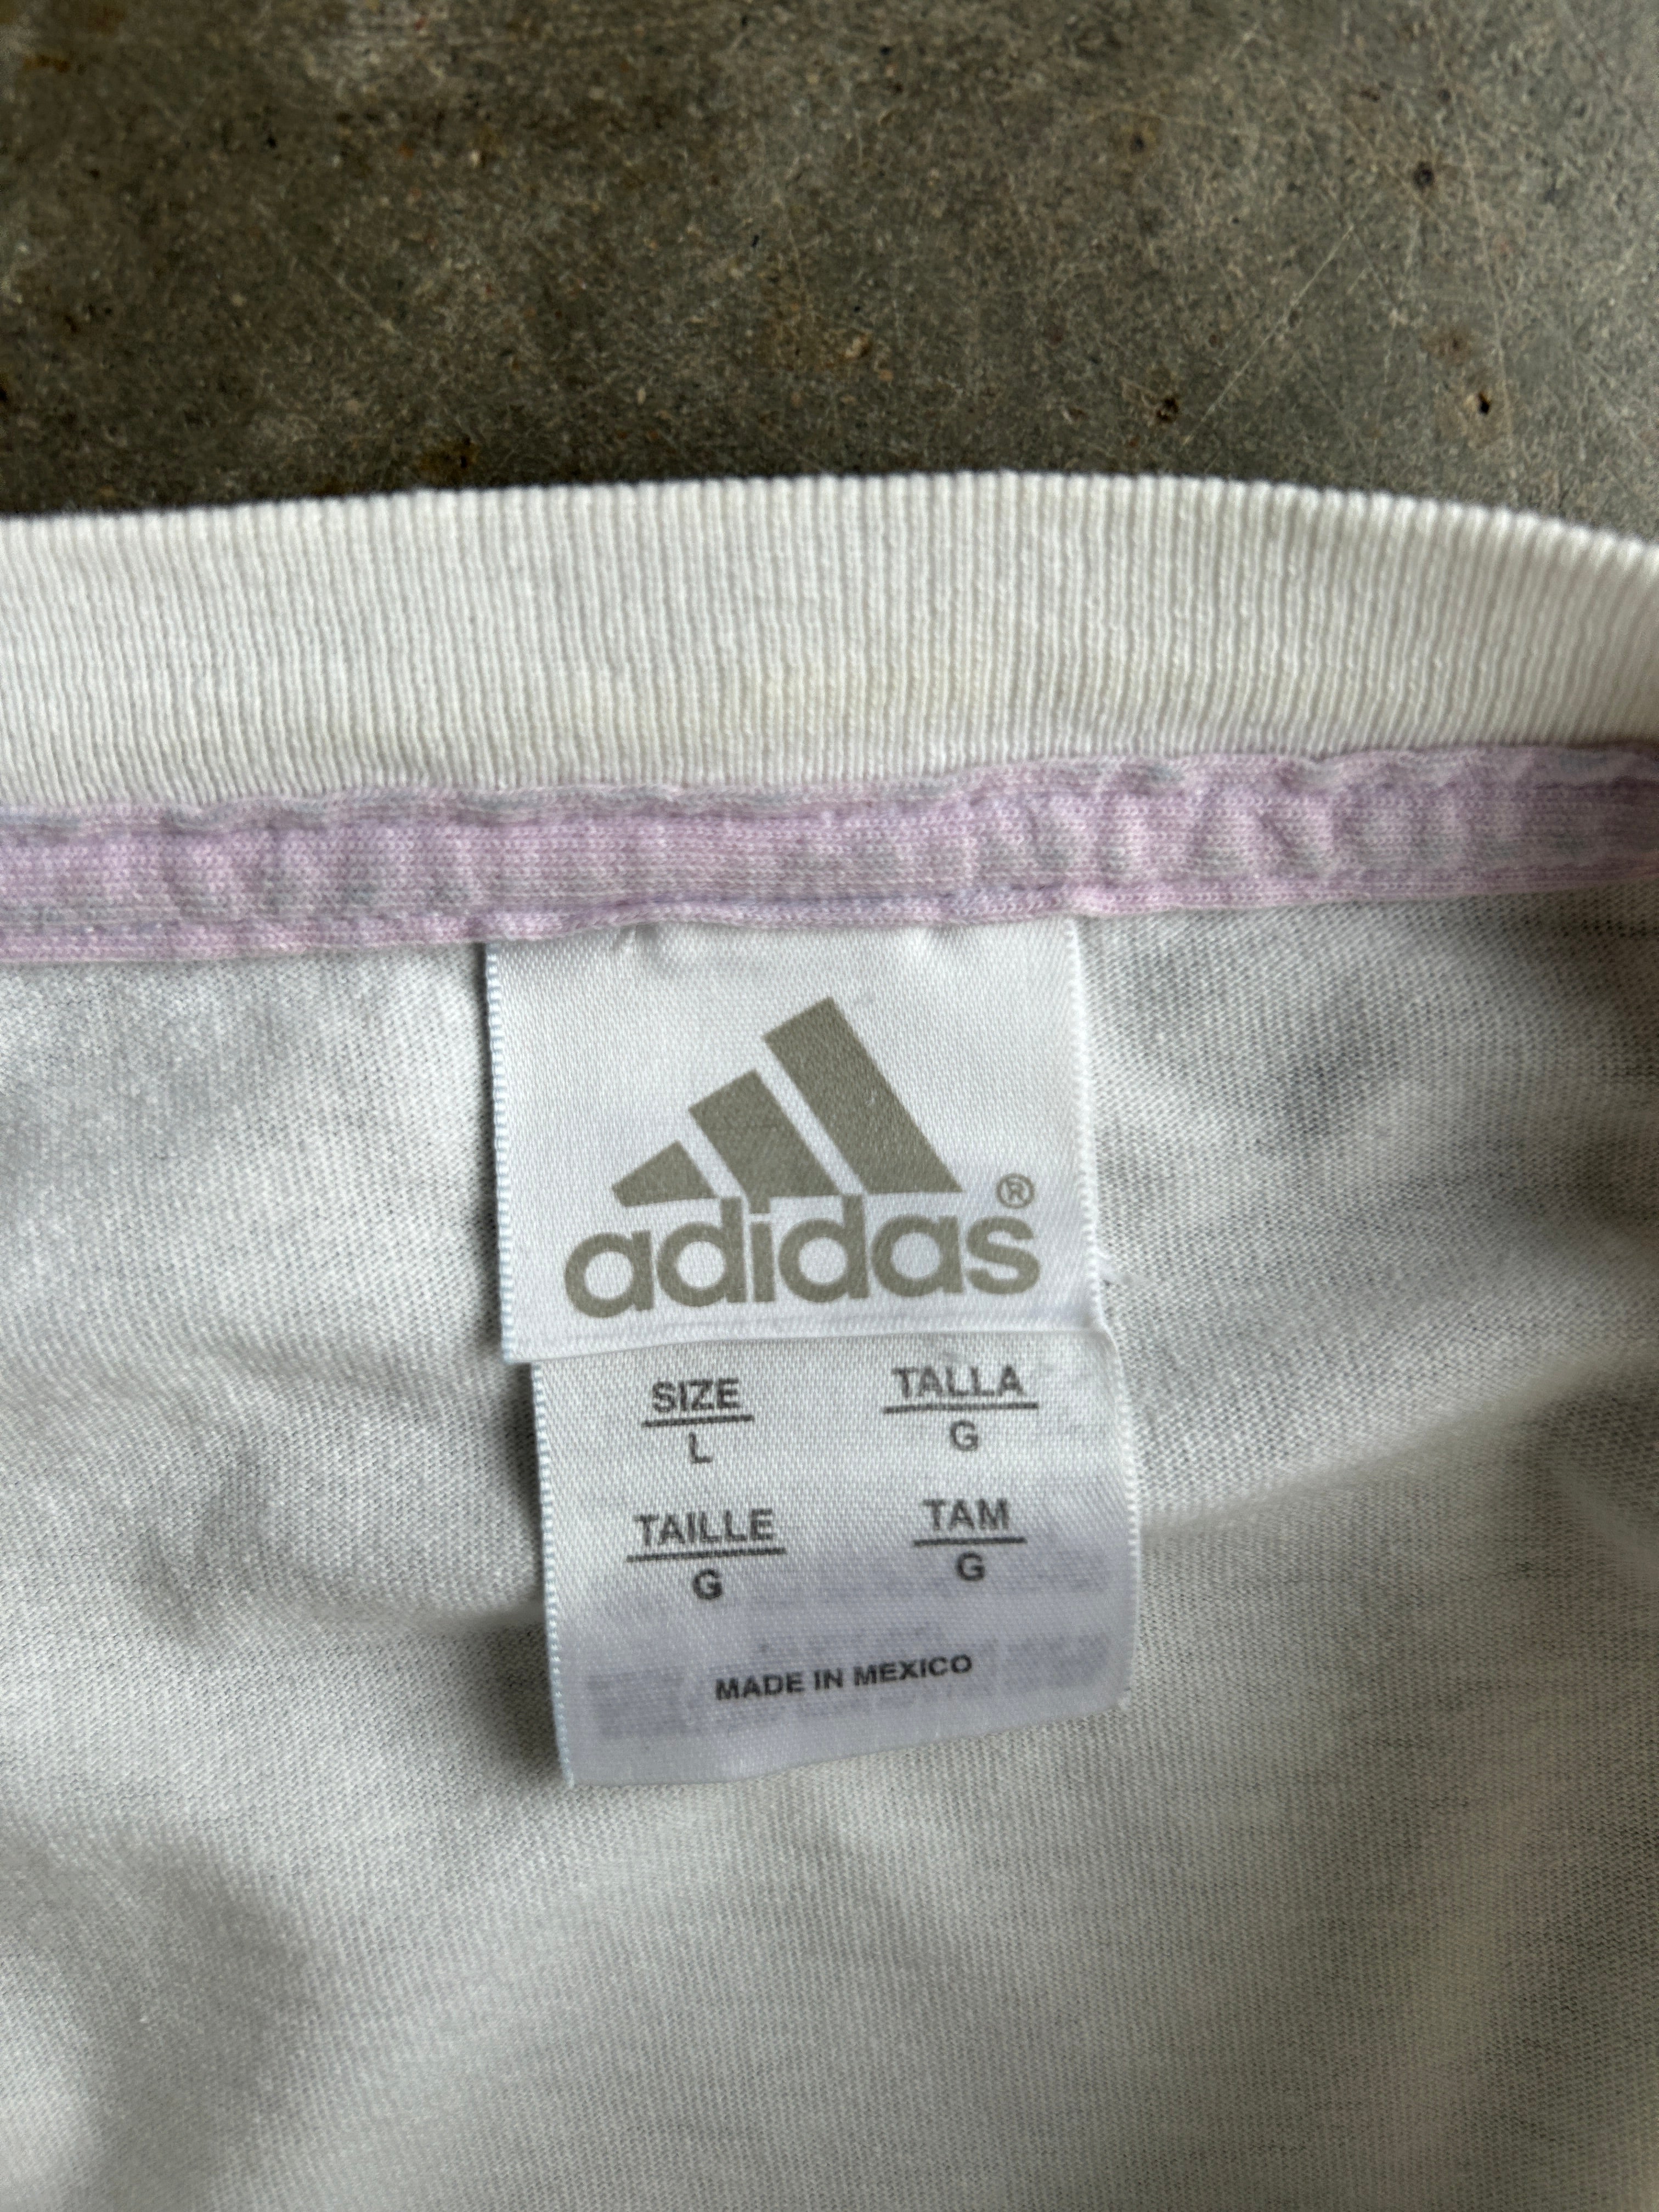 adidas®
SIZE TALLA
L G
TAILLE TAM
G G
MADE IN MEXICO